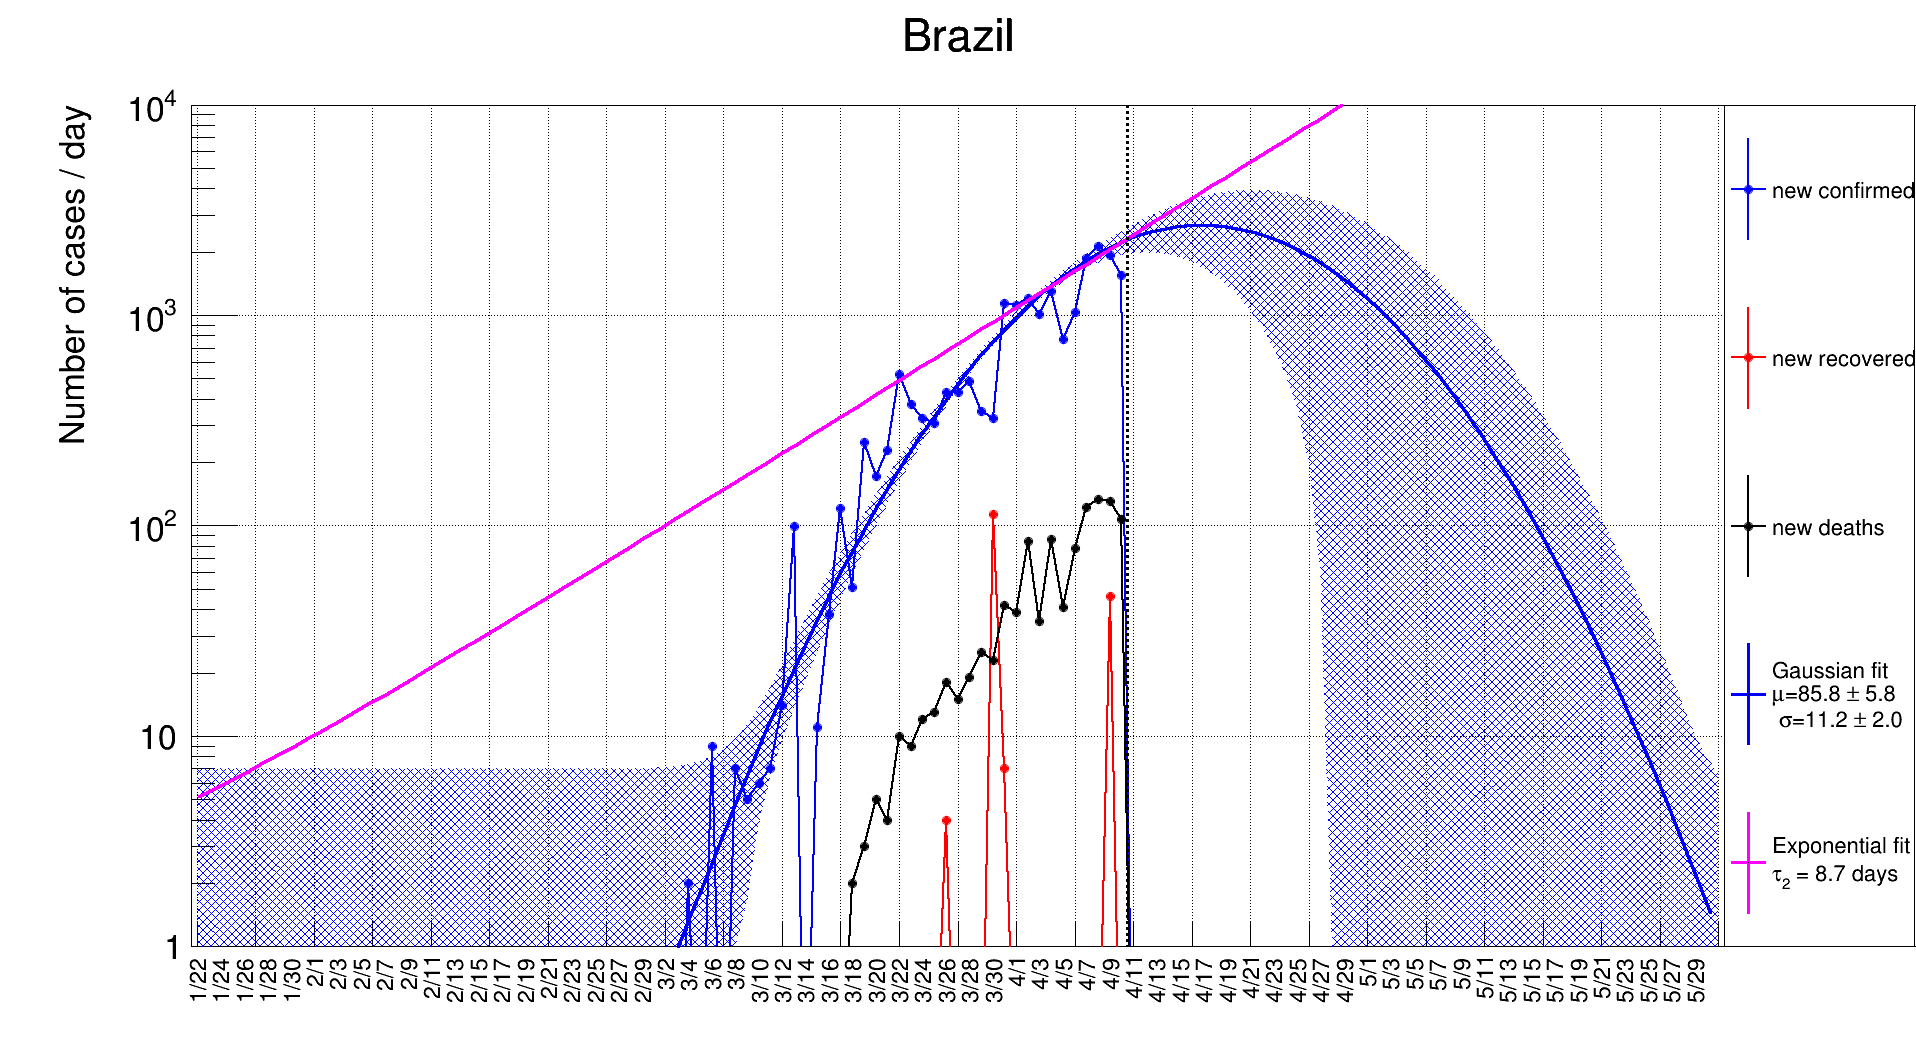 Brazil
Number of cases / day
10^4
10^3
10^2
10
1
1/22 1/24 1/26 1/28 1/30 2/1 2/3 2/5 2/7 2/9 2/11 2/13 2/15 2/17 2/19 2/21 2/23 2/25 2/27 2/29 3/2 3/4 3/6 3/8 3/10 3/12 3/14 3/16 3/18 3/20 3/22 3/24 3/26 3/28 3/30 4/1 4/3 4/5 4/7 4/9 4/11 4/13 4/15 4/17 4/19 4/21 4/23 4/25 4/27 4/29 5/1 5/3 5/5 5/7 5/9 5/11 5/13 5/15 5/17 5/19 5/21 5/23 5/25 5/27 5/29
new confirmed
new recovered
new deaths
Gaussian fit
μ=85.8 ± 5.8
σ=11.2 ± 2.0
Exponential fit
τ₂ = 8.7 days